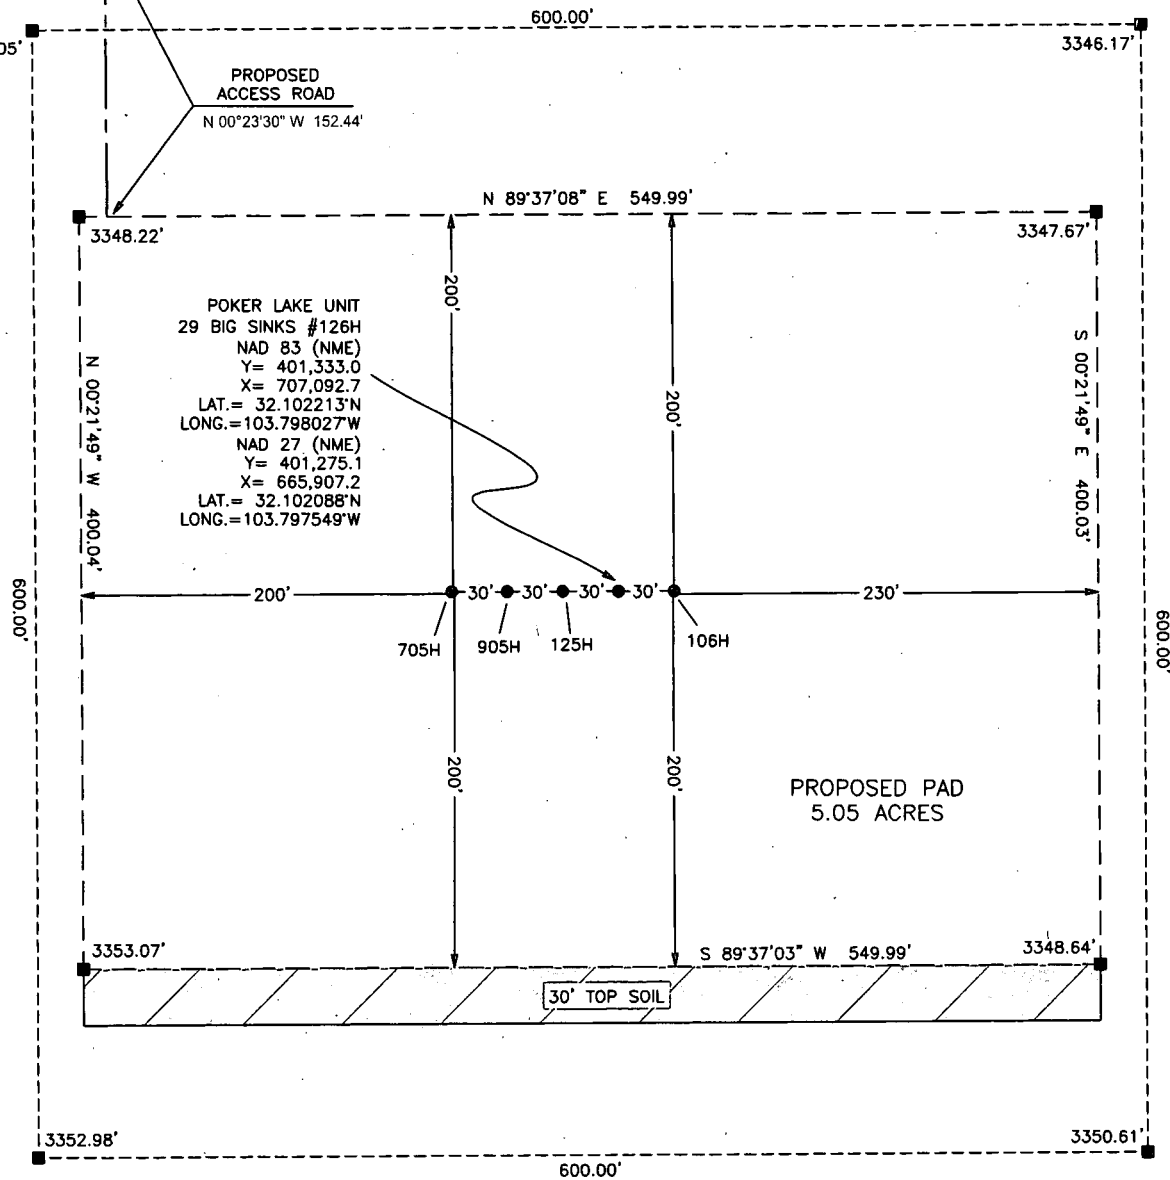 600.00'
05'
3346.17'
PROPOSED
ACCESS ROAD
N 00°23'30" W 152.44'
N 89°37'08" E 549.99'
3348.22'
3347.67'
200'
POKER LAKE UNIT
29 BIG SINKS #126H
NAD 83 (NME)
Y= 401,333.0
X= 707,092.7
LAT.= 32.102213°N
LONG.=103.798027°W
NAD 27 (NME)
Y= 401,275.1
X= 665,907.2
LAT.= 32.102088°N
LONG.=103.797549°W
N 00°21'49" W 400.04'
200'
S 00°21'49" E 400.03'
600.00'
200'
30'
30'
30'
30'
230'
705H
905H
125H
106H
600.00'
200'
200'
PROPOSED PAD
5.05 ACRES
3353.07'
S 89°37'03" W 549.99'
3348.64'
30' TOP SOIL
3352.98'
3350.61'
600.00'